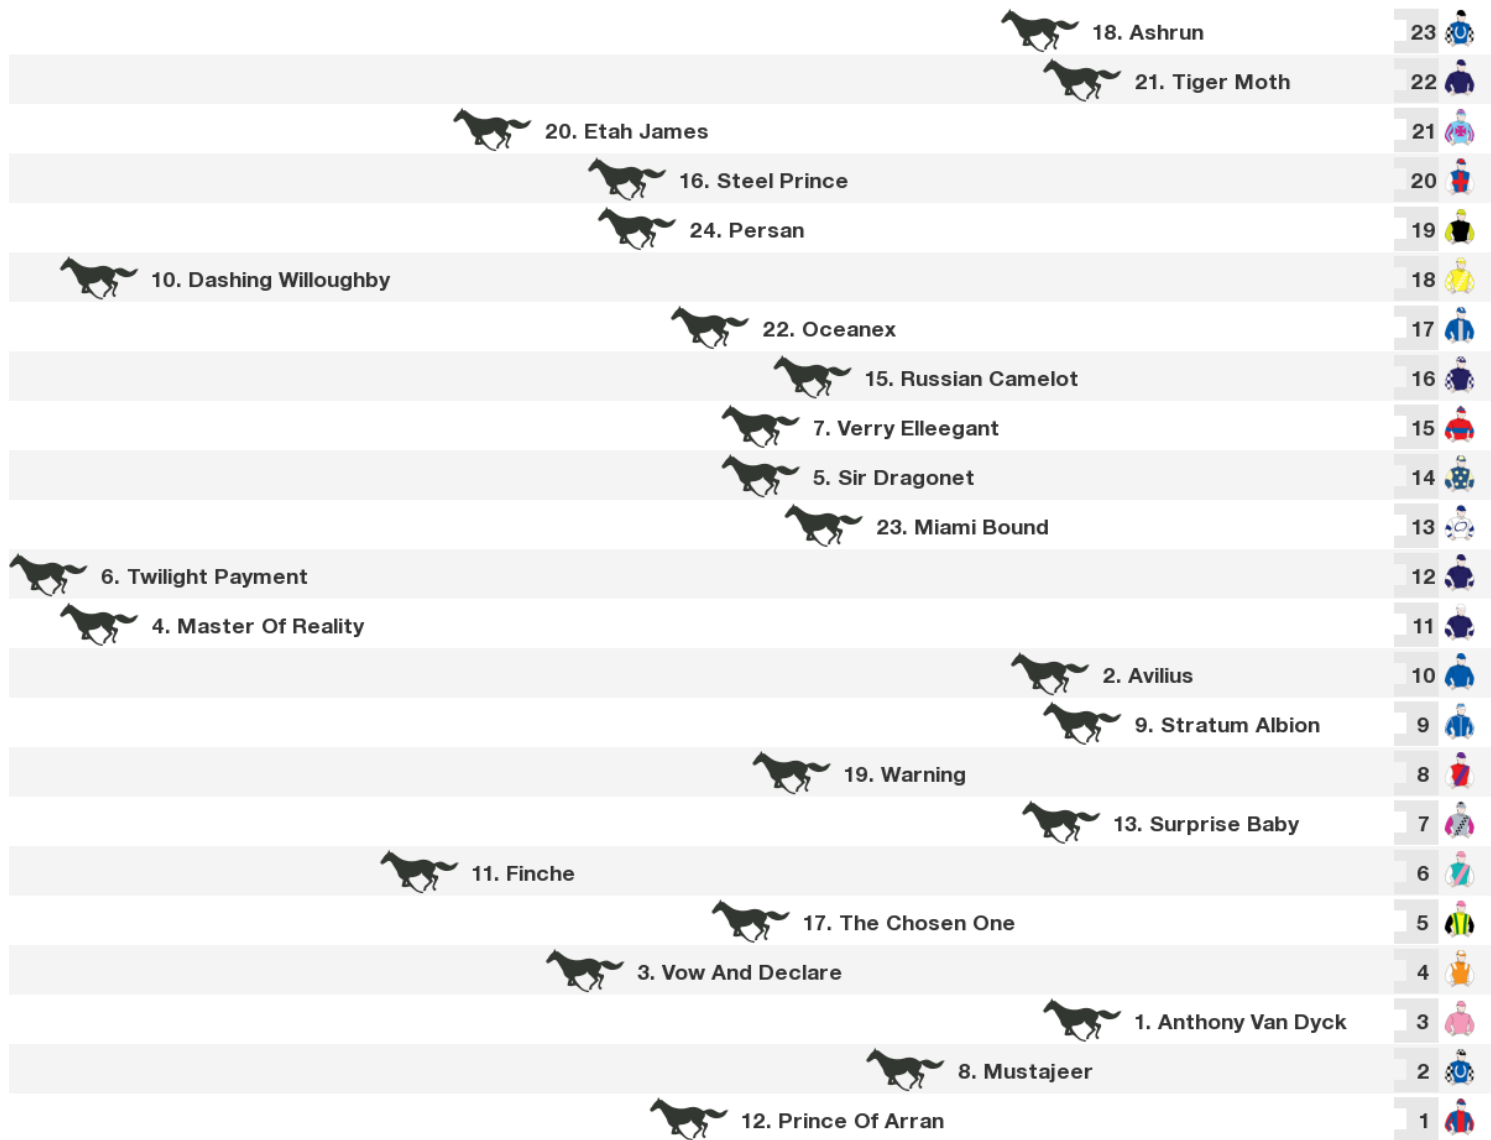 18. Ashrun 23
21. Tiger Moth 22
20. Etah James 21
16. Steel Prince 20
24. Persan 19
10. Dashing Willoughby 18
22. Oceanex 17
15. Russian Camelot 16
7. Verry Elleegant 15
5. Sir Dragonet 14
23. Miami Bound 13
6. Twilight Payment 12
4. Master Of Reality 11
2. Avilius 10
9. Stratum Albion 9
19. Warning 8
13. Surprise Baby 7
11. Finche 6
17. The Chosen One 5
3. Vow And Declare 4
1. Anthony Van Dyck 3
8. Mustajeer 2
12. Prince Of Arran 1